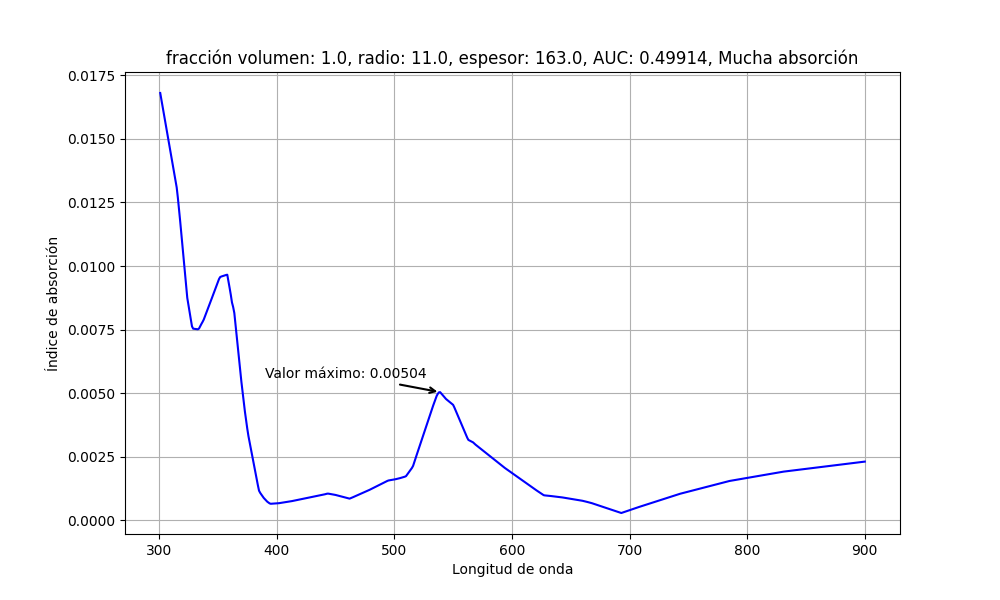 fracción volumen: 1.0, radio: 11.0, espesor: 163.0, AUC: 0.49914, Mucha absorción
0.0175
0.0150
0.0125
0.0100
0.0075
0.0050
0.0025
0.0000
Índice de absorción
Valor máximo: 0.00504
300 400 500 600 700 800 900
Longitud de onda